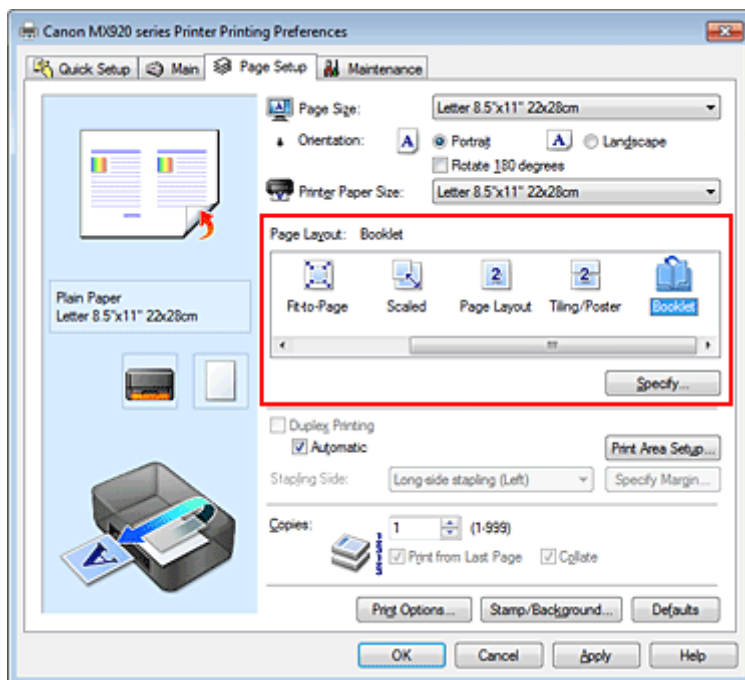 Canon MX920 series Printer Printing Preferences
Quick Setup Main Page Setup Maintenance
Page Size: Letter 8.5"x11" 22x28cm
Orientation: A Portrait A Landscape
Rotate 180 degrees
Printer Paper Size: Letter 8.5"x11" 22x28cm
Page Layout: Booklet
2 2
Fit-to-Page Scaled Page Layout Tiling/Poster Booklet
Specify...
Plain Paper
Letter 8.5"x11" 22x28cm
Duplex Printing
Automatic Print Area Setup...
Stapling Side: Long-side stapling (Left) Specify Margin...
Copies: 1 (1-999)
Print from Last Page Collate
Print Options... Stamp/Background... Defaults
OK Cancel Apply Help